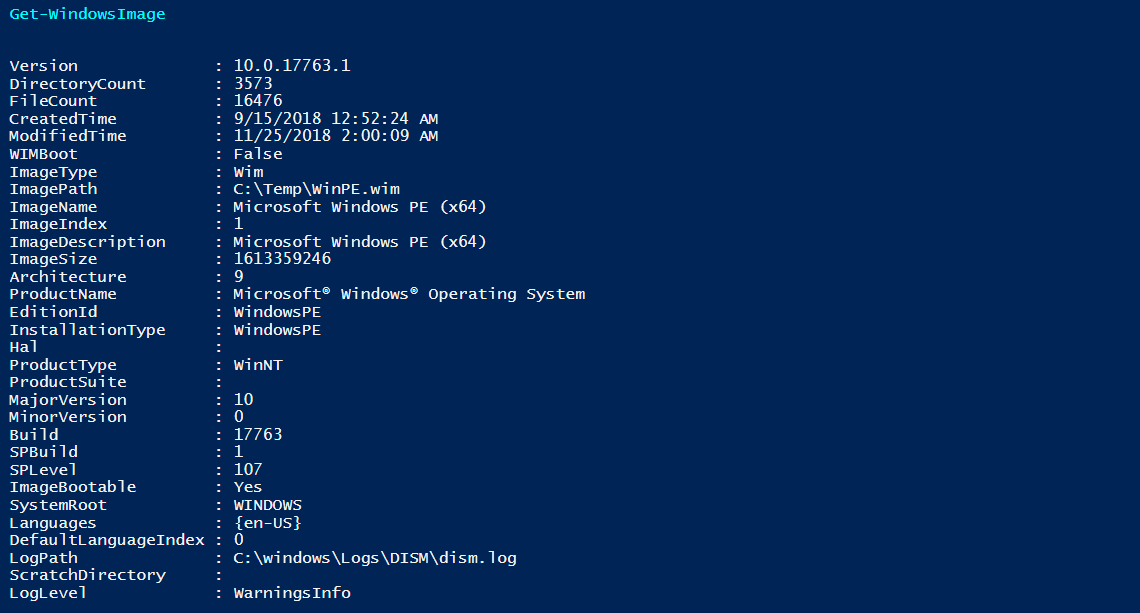 Get-WindowsImage
Version : 10.0.17763.1
DirectoryCount : 3573
FileCount : 16476
CreatedTime : 9/15/2018 12:52:24 AM
ModifiedTime : 11/25/2018 2:00:09 AM
WIMBoot : False
ImageType : Wim
ImagePath : C:\Temp\WinPE.wim
ImageName : Microsoft Windows PE (x64)
ImageIndex : 1
ImageDescription : Microsoft Windows PE (x64)
ImageSize : 1613359246
Architecture : 9
ProductName : Microsoft® Windows® Operating System
EditionId : WindowsPE
InstallationType : WindowsPE
Hal :
ProductType : WinNT
ProductSuite :
MajorVersion : 10
MinorVersion : 0
Build : 17763
SPBuild : 1
SPLevel : 107
ImageBootable : Yes
SystemRoot : WINDOWS
Languages : {en-US}
DefaultLanguageIndex : 0
LogPath : C:\windows\Logs\DISM\dism.log
ScratchDirectory :
LogLevel : WarningsInfo